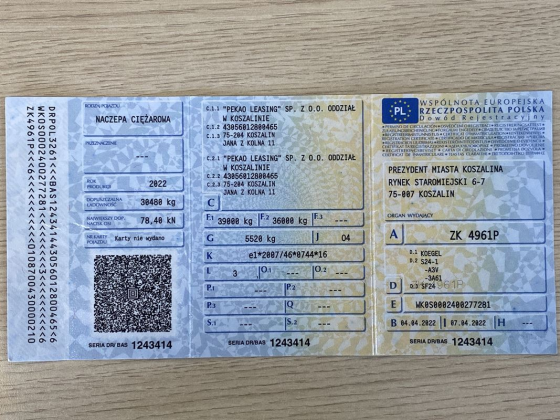 RODZAJ POJAZDU
NACZEPA CIĘŻAROWA
PRZEZNACZENIE
---
ROK PRODUKCJI
2022
DOPUSZCZALNA ŁADOWNOŚĆ
30480 kg
NAJWIĘKSZY DOP. NACISK OSI
78,40 kN
NR KARTY POJAZDU
Karty nie wydano
SERIA DR/BAS 1243414
C.1.1 "PEKAO LEASING" SP. Z O.O. ODDZIAŁ
W KOSZALINIE
C.1.2 43056012800465
C.1.3 75-204 KOSZALIN
JANA Z KOLNA 11
C.2.1 "PEKAO LEASING" SP. Z O.O. ODDZIAŁ
W KOSZALINIE
C.2.2 43056012800465
C.2.3 75-204 KOSZALIN
JANA Z KOLNA 11
C
F.1 39000 kg F.2 36000 kg F.3 ---
G 5520 kg J 04
K e1*2007/46*0744*16
L 3 O.1 --- O.2 ---
P.1 --- P.2 ---
P.3 --- Q ---
S.1 --- S.2 ---
SERIA DR/BAS 1243414
PL
WSPÓLNOTA EUROPEJSKA
RZECZPOSPOLITA POLSKA
Dowód Rejestracyjny
PREZYDENT MIASTA KOSZALINA
RYNEK STAROMIEJSKI 6-7
75-007 KOSZALIN
ORGAN WYDAJĄCY
A ZK 4961P
D.1 KOEGEL
D.2 S24-1
-A3V
-3A61
D D.3 SF24
E WK0S0002400277201
B 04.04.2022 I 07.04.2022 H ---
SERIA DR/BAS 1243414